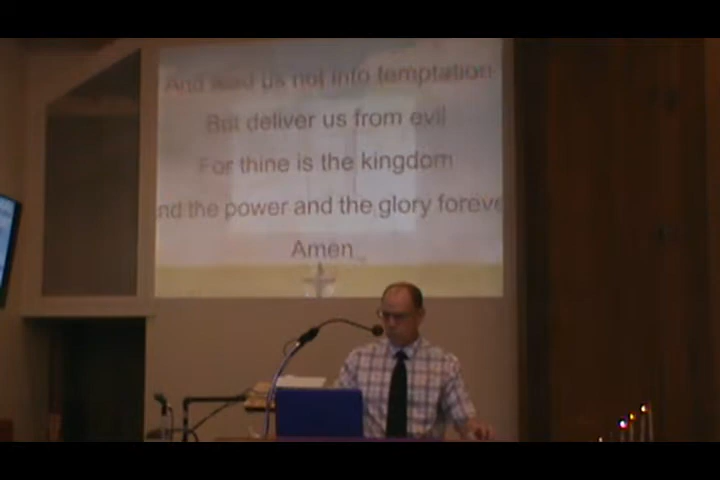 And lead us not into temptation
But deliver us from evil
For thine is the kingdom
nd the power and the glory foreve
Amen